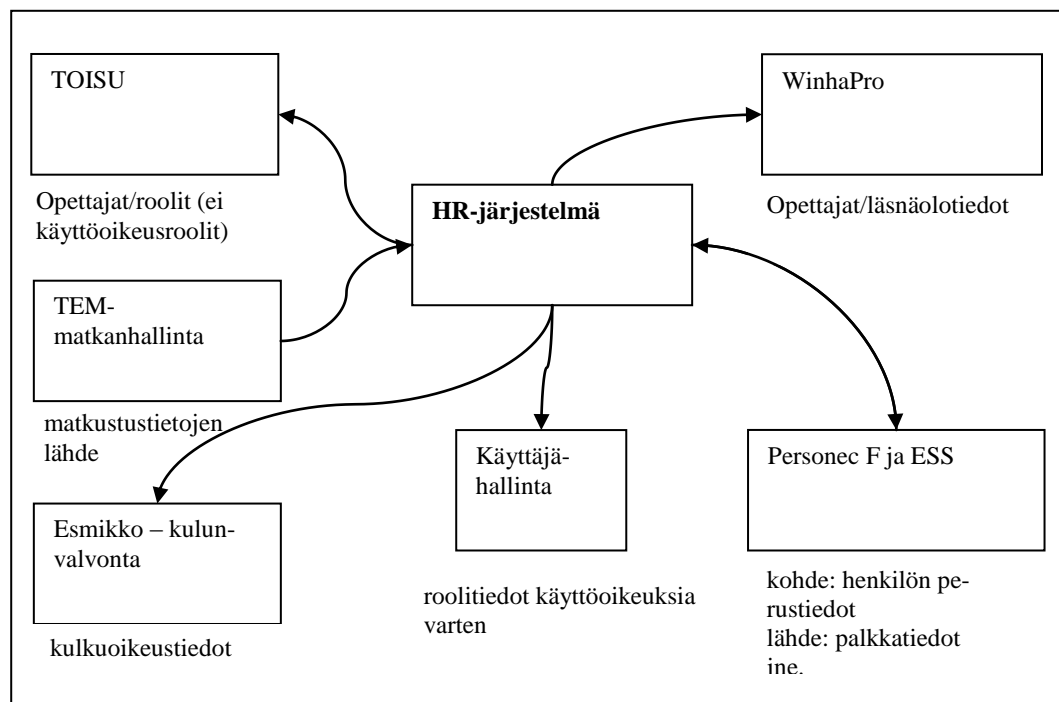 TOISU
WinhaPro
Opettajat/roolit (ei
käyttöoikeusroolit)
HR-järjestelmä
Opettajat/läsnäolotiedot
TEM-
matkanhallinta
matkustustietojen
lähde
Käyttäjä-
hallinta
Personec F ja ESS
Esmikko – kulun-
valvonta
kulkuoikeustiedot
roolitiedot käyttöoikeuksia
varten
kohde: henkilön pe-
rustiedot
lähde: palkkatiedot
jne.